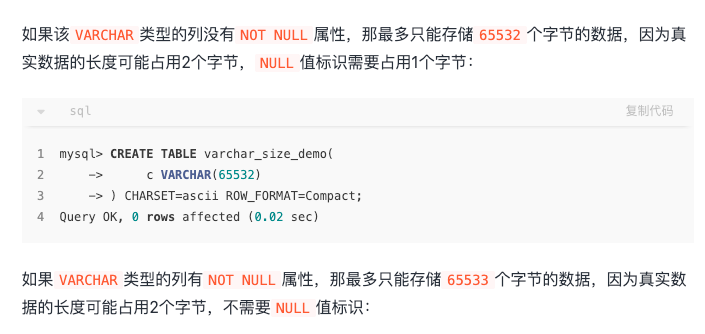 如果该 VARCHAR 类型的列没有 NOT NULL 属性，那最多只能存储 65532 个字节的数据，因为真
实数据的长度可能占用2个字节， NULL 值标识需要占用1个字节：
sql 复制代码
1 mysql> CREATE TABLE varchar_size_demo(
2 -> c VARCHAR(65532)
3 -> ) CHARSET=ascii ROW_FORMAT=Compact;
4 Query OK, 0 rows affected (0.02 sec)
如果 VARCHAR 类型的列有 NOT NULL 属性，那最多只能存储 65533 个字节的数据，因为真实数
据的长度可能占用2个字节，不需要 NULL 值标识：